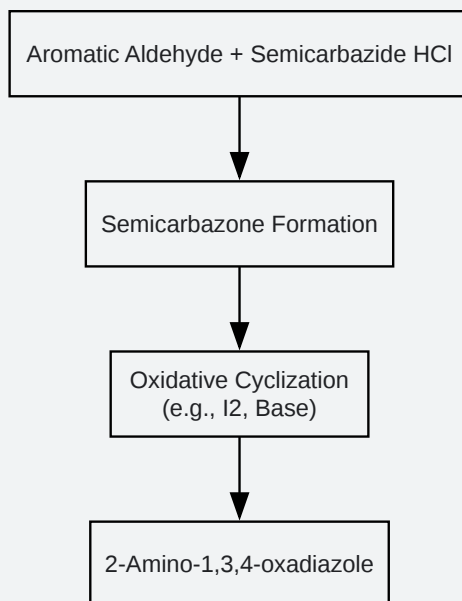 Aromatic Aldehyde + Semicarbazide HCl
Semicarbazone Formation
Oxidative Cyclization
(e.g., I2, Base)
2-Amino-1,3,4-oxadiazole